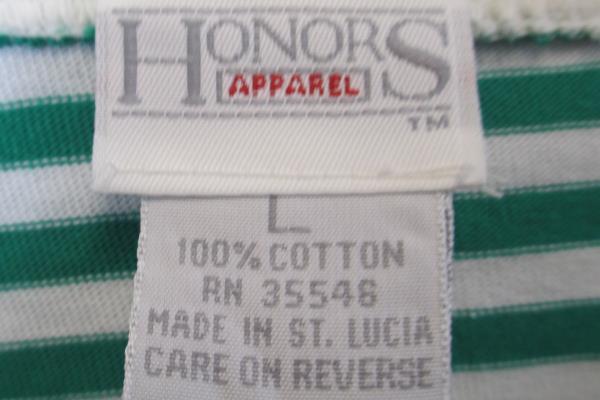 HONORS
APPAREL
TM
L
100% COTTON
RN 35546
MADE IN ST. LUCIA
CARE ON REVERSE